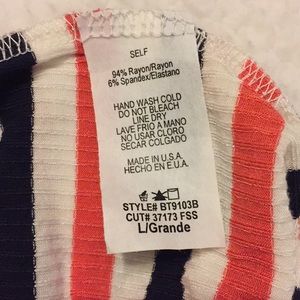 SELF
94% Rayon/Rayon
6% Spandex/Elastano
HAND WASH COLD
DO NOT BLEACH
LINE DRY
LAVE FRIO A MANO
NO USAR CLORO
SECAR COLGADO
MADE IN U.S.A.
HECHO EN E.U.A.
STYLE# BT9103B
CUT# 37173 FSS
L/Grande